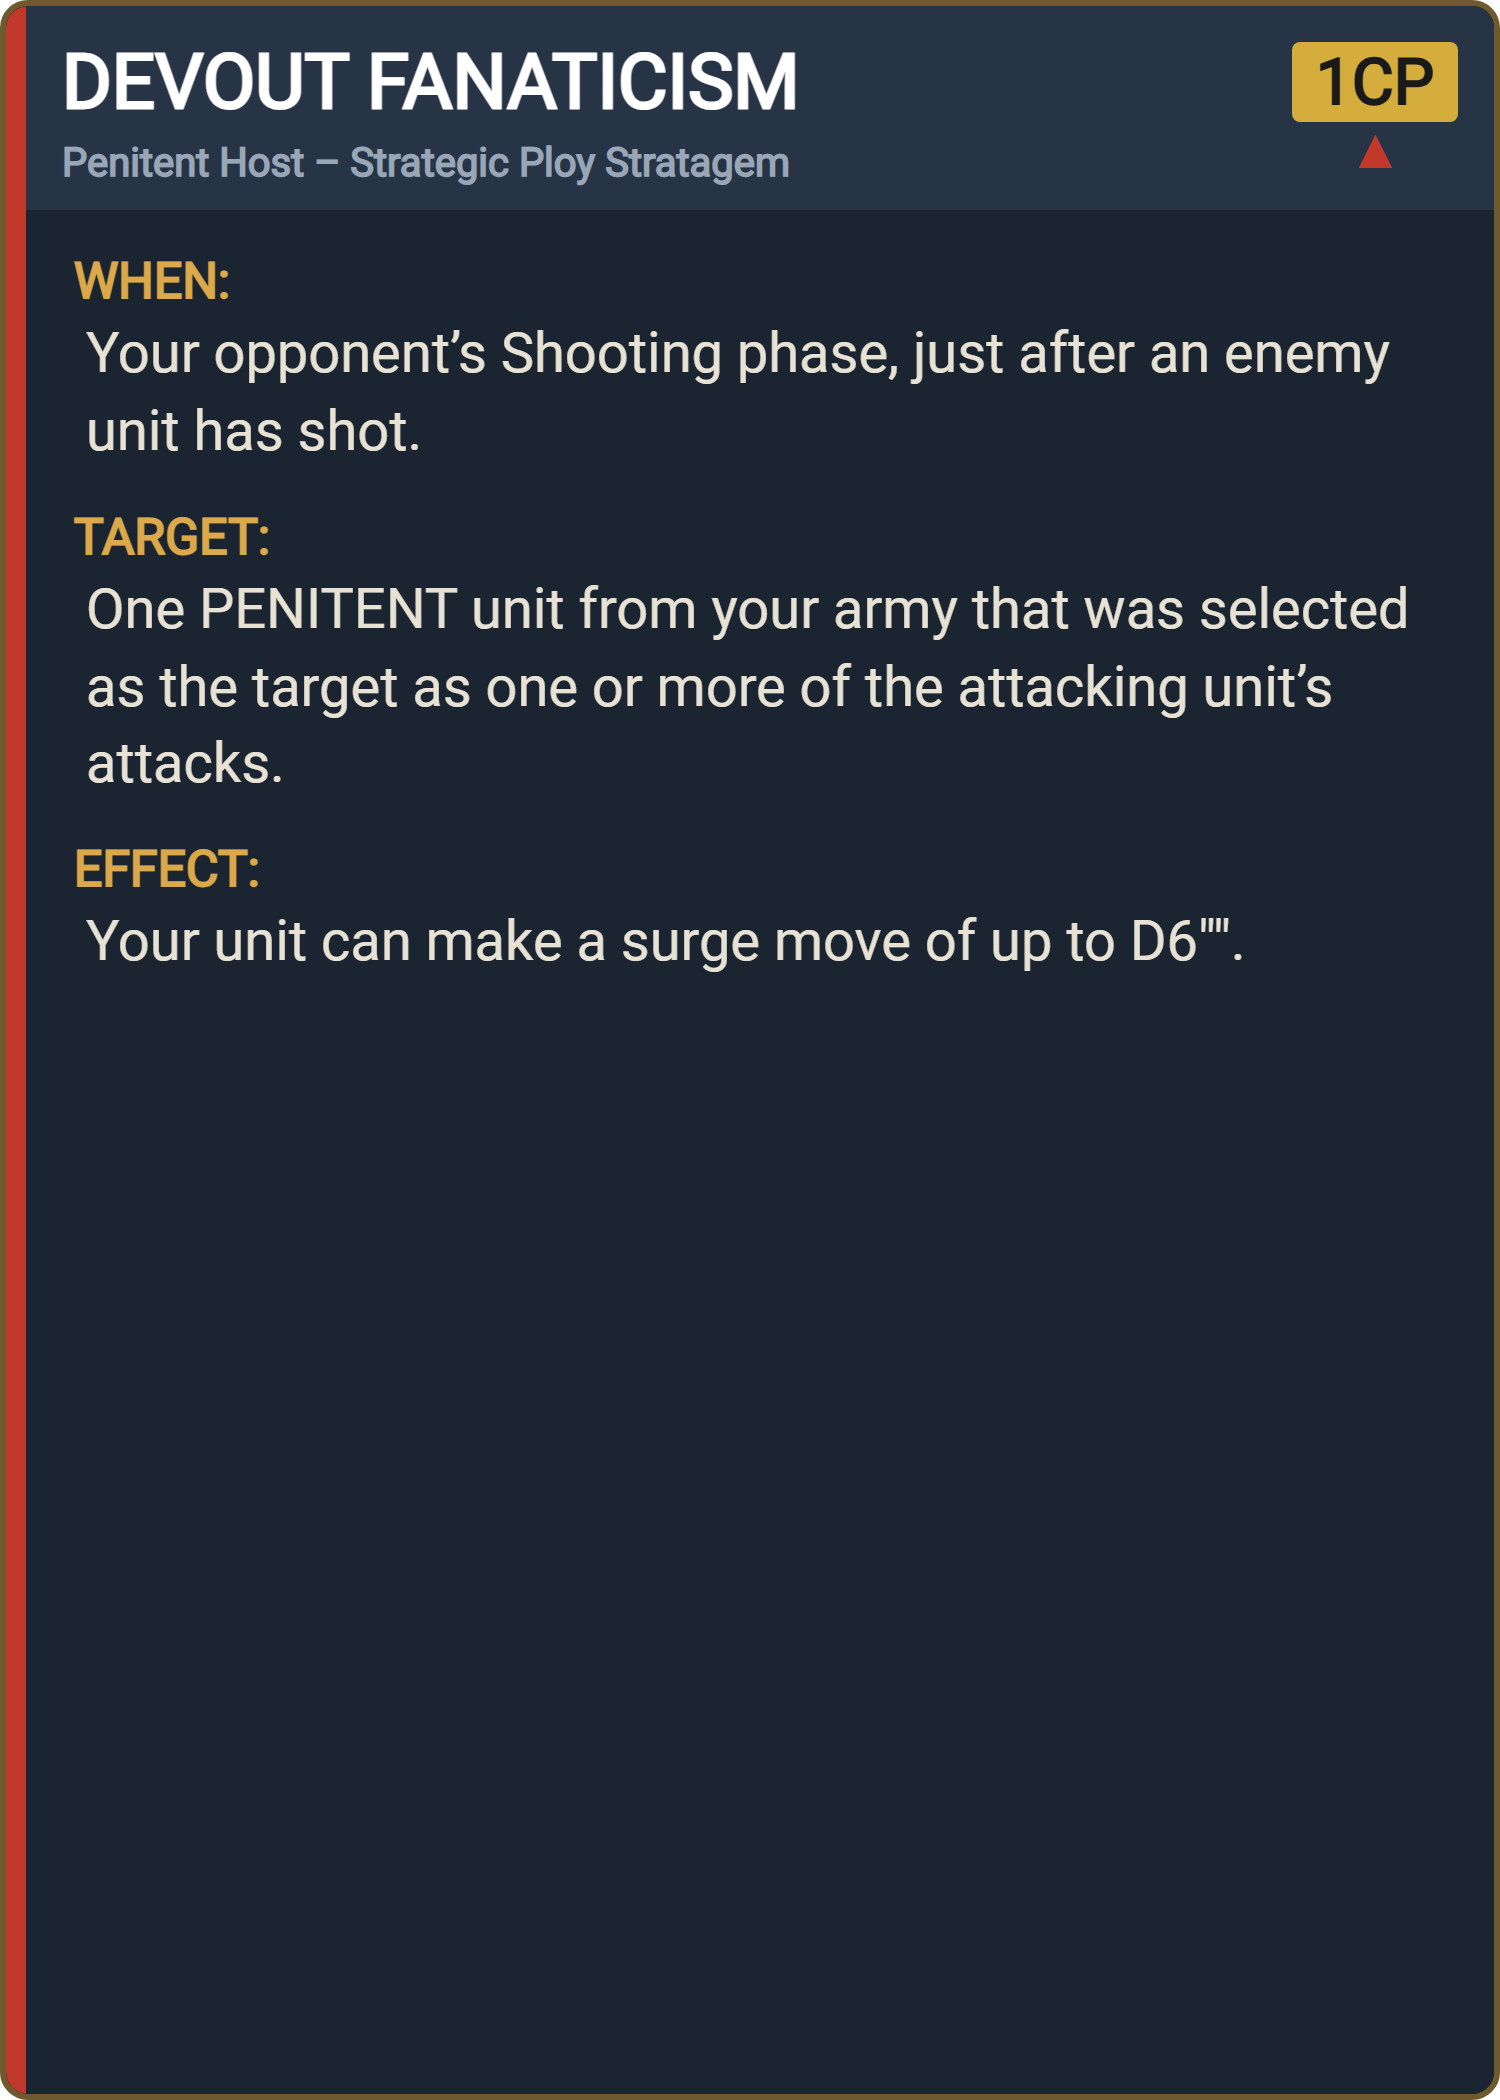 DEVOUT FANATICISM
1CP
Penitent Host – Strategic Ploy Stratagem
WHEN:
Your opponent’s Shooting phase, just after an enemy
unit has shot.
TARGET:
One PENITENT unit from your army that was selected
as the target as one or more of the attacking unit’s
attacks.
EFFECT:
Your unit can make a surge move of up to D6"".